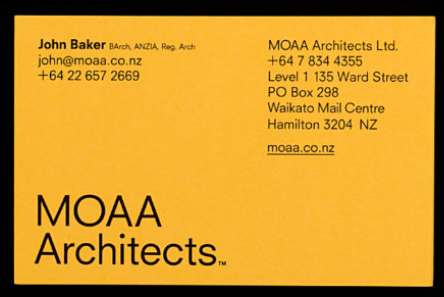 John Baker BArch, ANZIA, Reg. Arch
john@moaa.co.nz
+64 22 657 2669
MOAA Architects Ltd.
+64 7 834 4355
Level 1 135 Ward Street
PO Box 298
Waikato Mail Centre
Hamilton 3204 NZ
moaa.co.nz
MOAA
Architects™